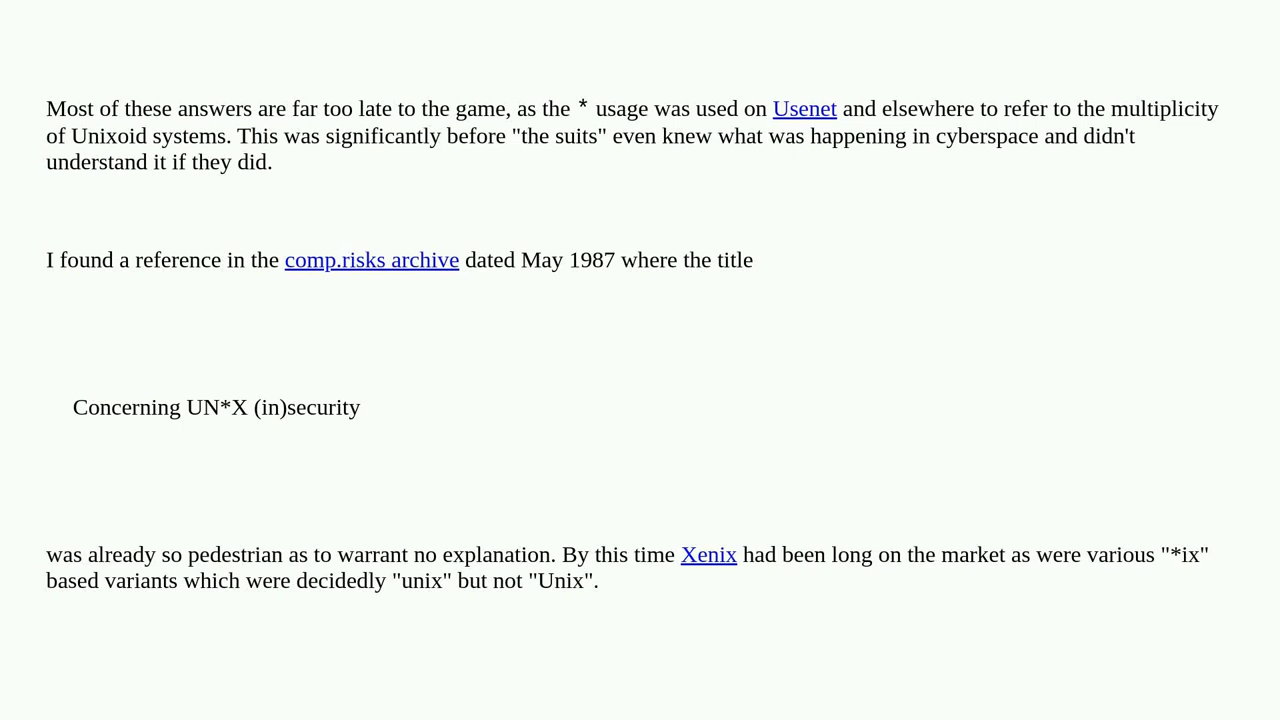 Most of these answers are far too late to the game, as the * usage was used on Usenet and elsewhere to refer to the multiplicity
of Unixoid systems. This was significantly before "the suits" even knew what was happening in cyberspace and didn't
understand it if they did.
I found a reference in the comp.risks archive dated May 1987 where the title
Concerning UN*X (in)security
was already so pedestrian as to warrant no explanation. By this time Xenix had been long on the market as were various "*ix"
based variants which were decidedly "unix" but not "Unix".